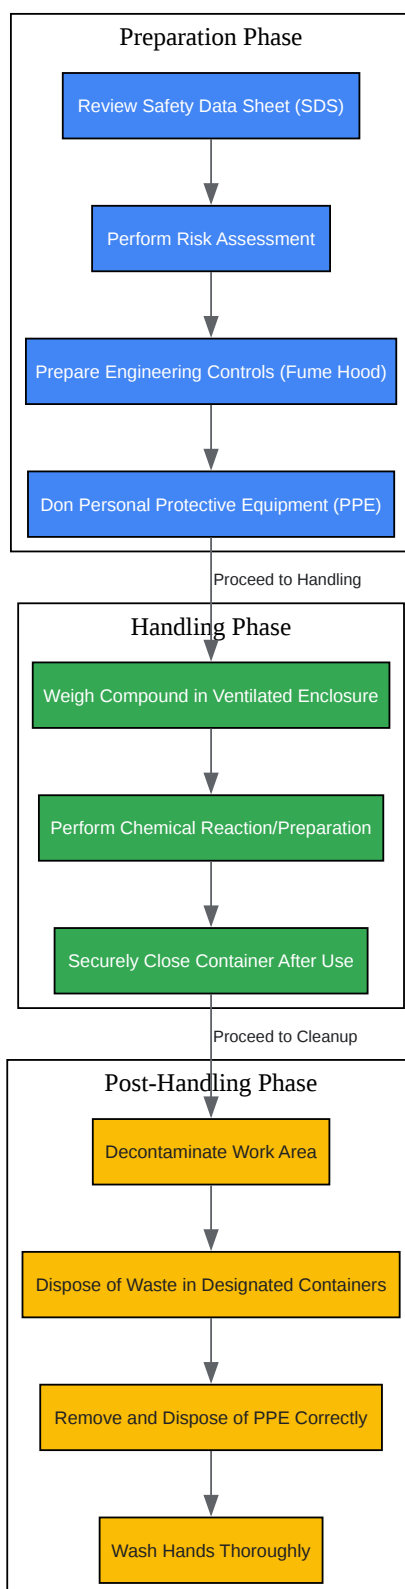 Preparation Phase
Review Safety Data Sheet (SDS)
Perform Risk Assessment
Prepare Engineering Controls (Fume Hood)
Don Personal Protective Equipment (PPE)
Proceed to Handling
Handling Phase
Weigh Compound in Ventilated Enclosure
Perform Chemical Reaction/Preparation
Securely Close Container After Use
Proceed to Cleanup
Post-Handling Phase
Decontaminate Work Area
Dispose of Waste in Designated Containers
Remove and Dispose of PPE Correctly
Wash Hands Thoroughly